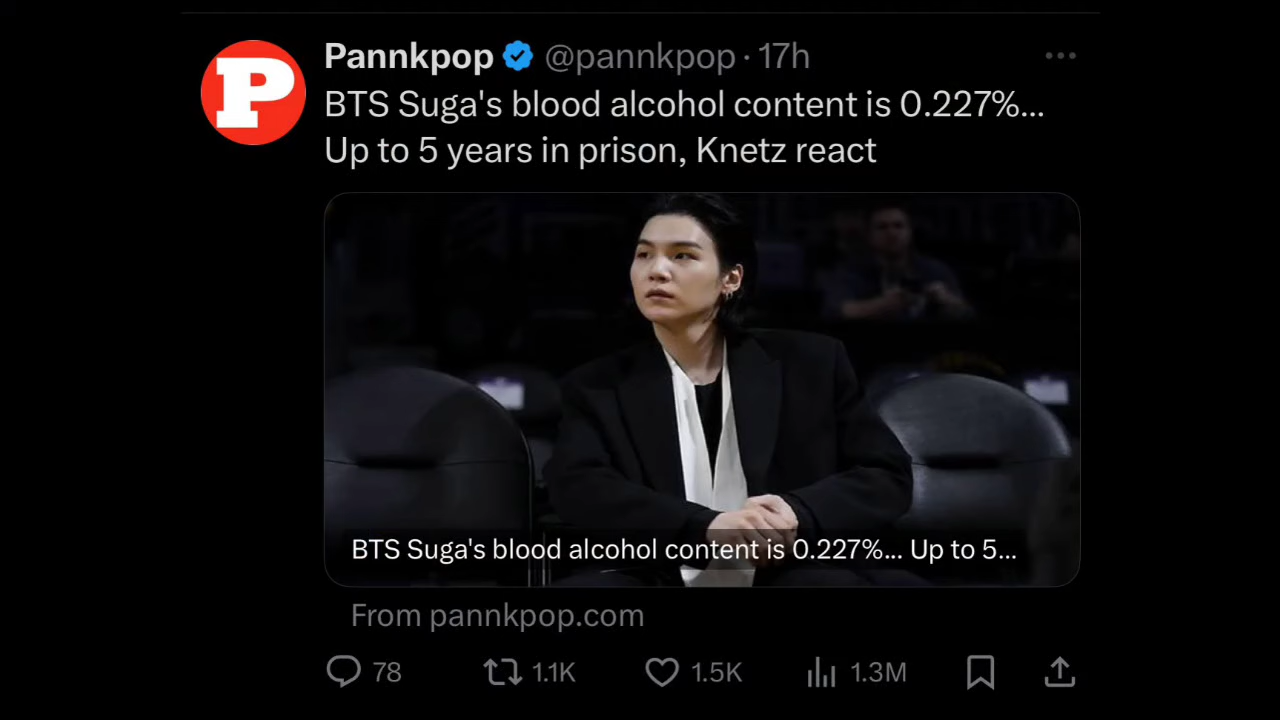 P
Pannkpop @pannkpop · 17h
BTS Suga's blood alcohol content is 0.227%...
Up to 5 years in prison, Knetz react
BTS Suga's blood alcohol content is 0.227%... Up to 5...
From pannkpop.com
78 1.1K 1.5K 1.3M